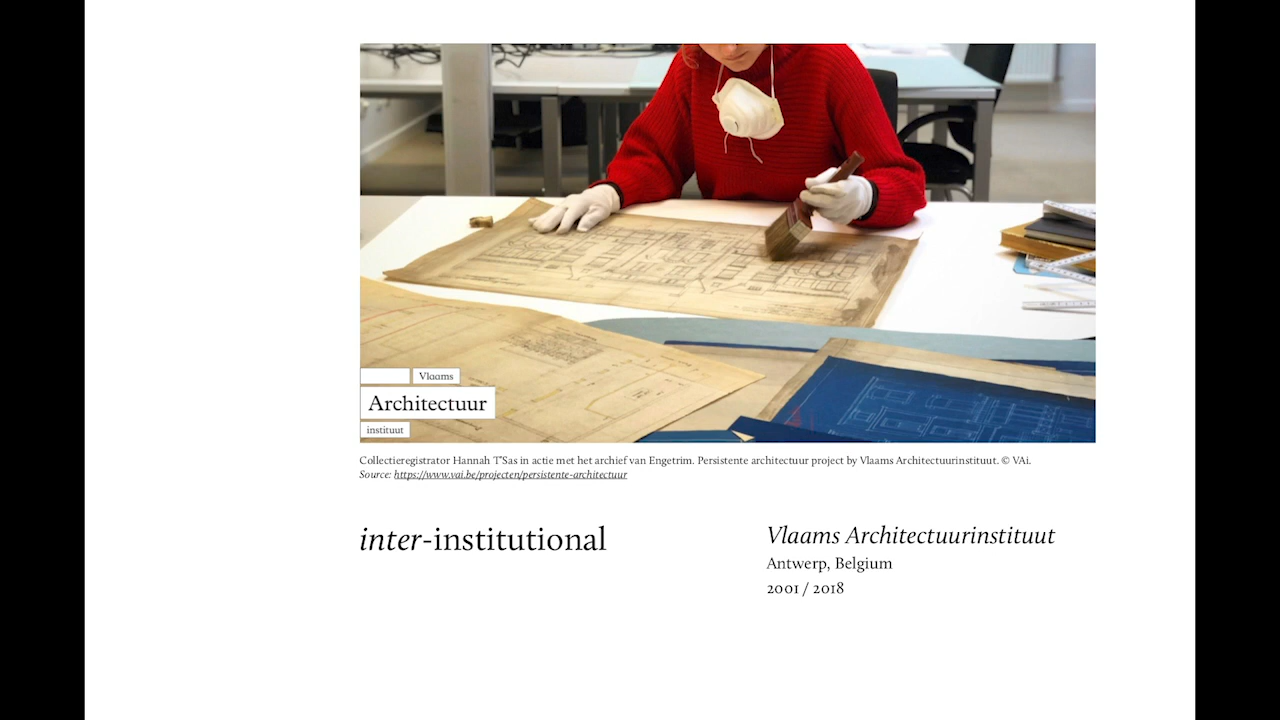 Vlaams
Architectuur
instituut
Collectieregistrator Hannah T'Sas in actie met het archief van Engetrim. Persistente architectuur project by Vlaams Architectuurinstituut. © VAi.
Source: https://www.vai.be/projecten/persistente-architectuur
inter-institutional
Vlaams Architectuurinstituut
Antwerp, Belgium
2001 / 2018